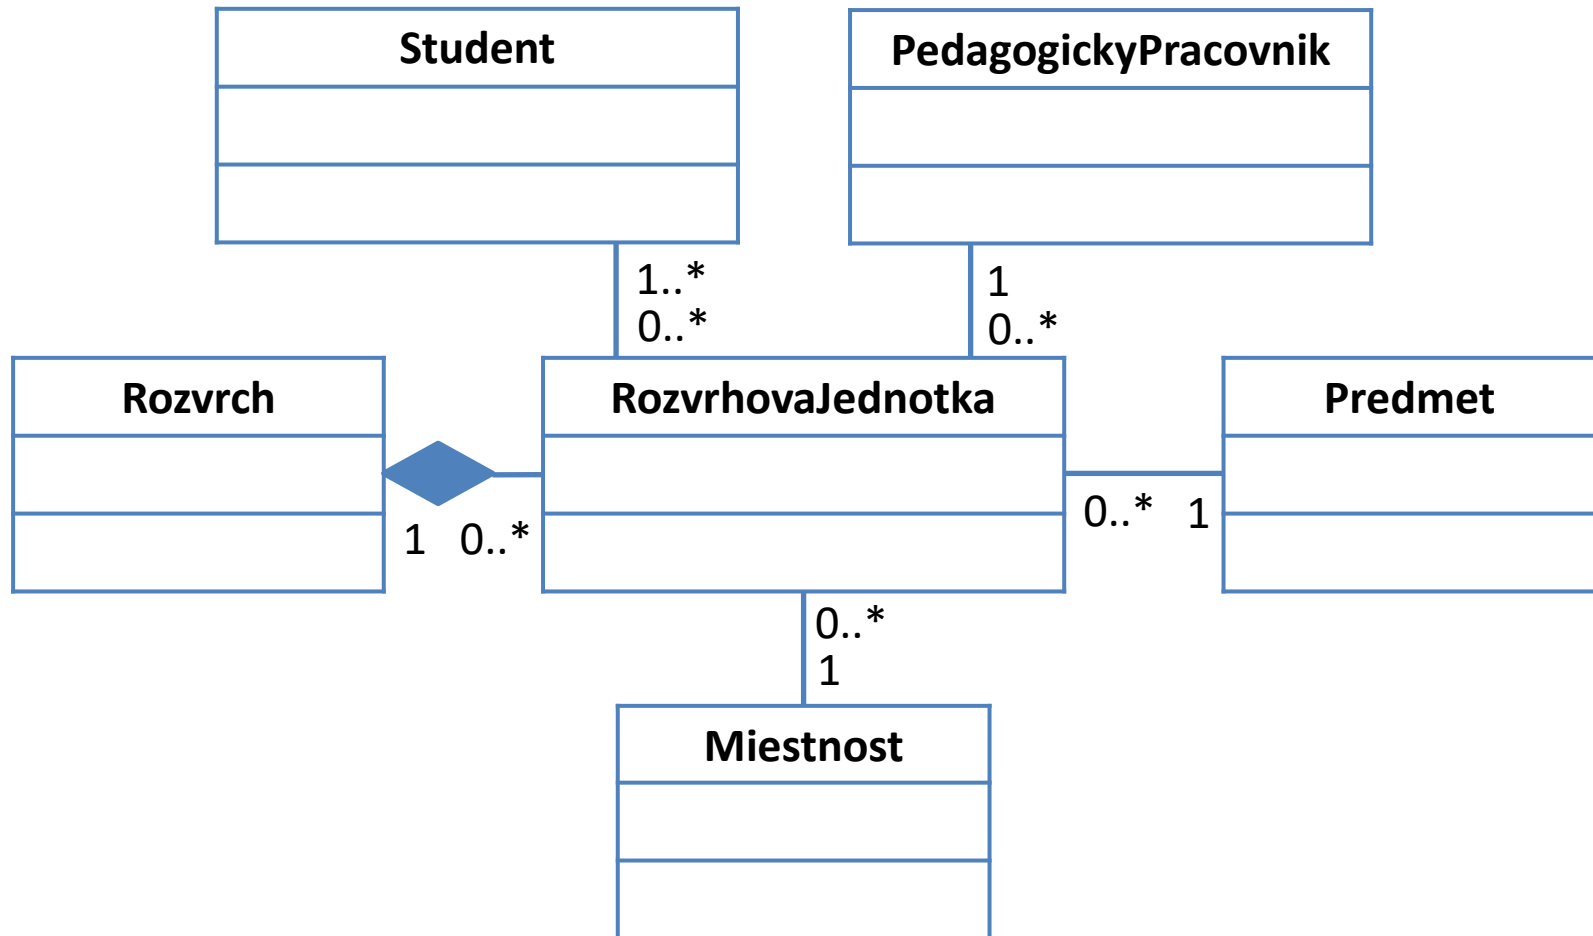 Student
PedagogickyPracovnik
1..*
0..*
1
0..*
Rozvrch
RozvrhovaJednotka
Predmet
1 0..*
0..* 1
0..*
1
Miestnost